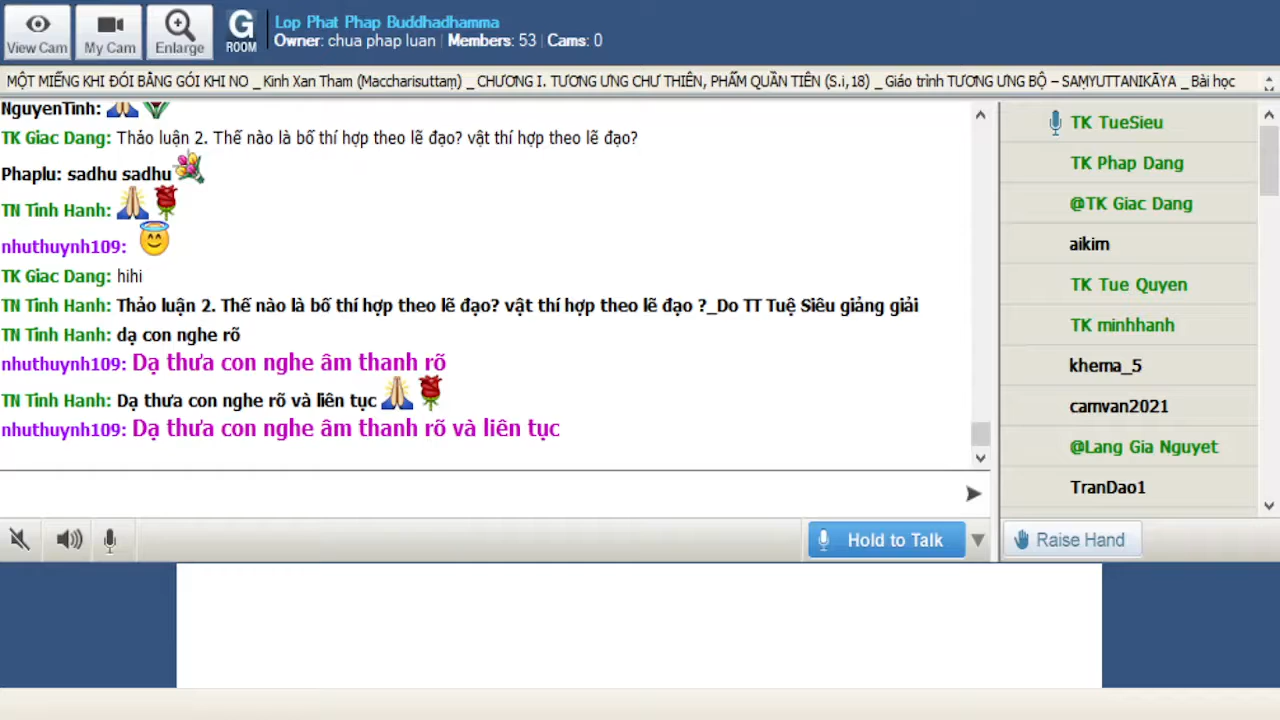 View Cam
My Cam
Enlarge
G
ROOM
Lop Phat Phap Buddhadhamma
Owner: chua phap luan | Members: 53 | Cams: 0
MỘT MIẾNG KHI ĐÓI BẰNG GÓI KHI NO _ Kinh Xan Tham (Maccharisuttaṃ) _ CHƯƠNG I. TƯƠNG ƯNG CHƯ THIÊN, PHẨM QUẦN TIÊN (S.i,18) _ Giáo trình TƯƠNG ƯNG BỘ – SAṂYUTTANIKĀYA _ Bài học
NguyenTinh:
TK Giac Dang: Thảo luận 2. Thế nào là bố thí hợp theo lẽ đạo? vật thí hợp theo lẽ đạo?
Phaplu: sadhu sadhu
TN Tinh Hanh:
nhuthuynh109:
TK Giac Dang: hihi
TN Tinh Hanh: Thảo luận 2. Thế nào là bố thí hợp theo lẽ đạo? vật thí hợp theo lẽ đạo ?_Do TT Tuệ Siêu giảng giải
TN Tinh Hanh: dạ con nghe rõ
nhuthuynh109: Dạ thưa con nghe âm thanh rõ
TN Tinh Hanh: Dạ thưa con nghe rõ và liên tục
nhuthuynh109: Dạ thưa con nghe âm thanh rõ và liên tục
Hold to Talk
TK TueSieu
TK Phap Dang
@TK Giac Dang
aikim
TK Tue Quyen
TK minhhanh
khema_5
camvan2021
@Lang Gia Nguyet
TranDao1
Raise Hand